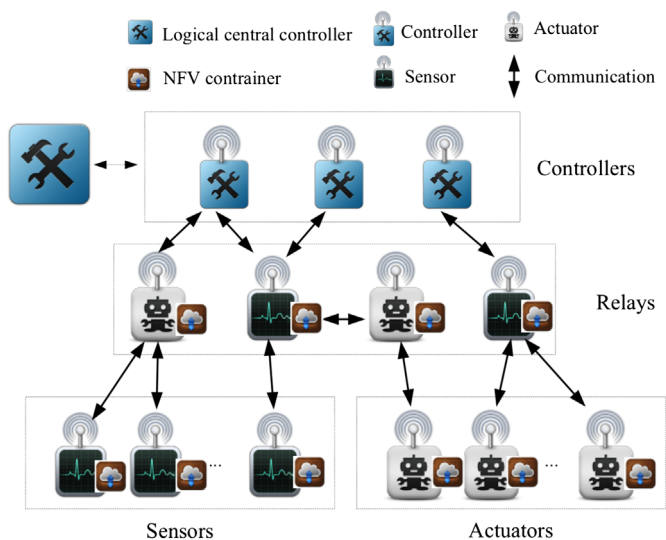 Logical central controller
Controller
Actuator
NFV contrainer
Sensor
Communication
Controllers
Relays
...
...
Sensors
Actuators